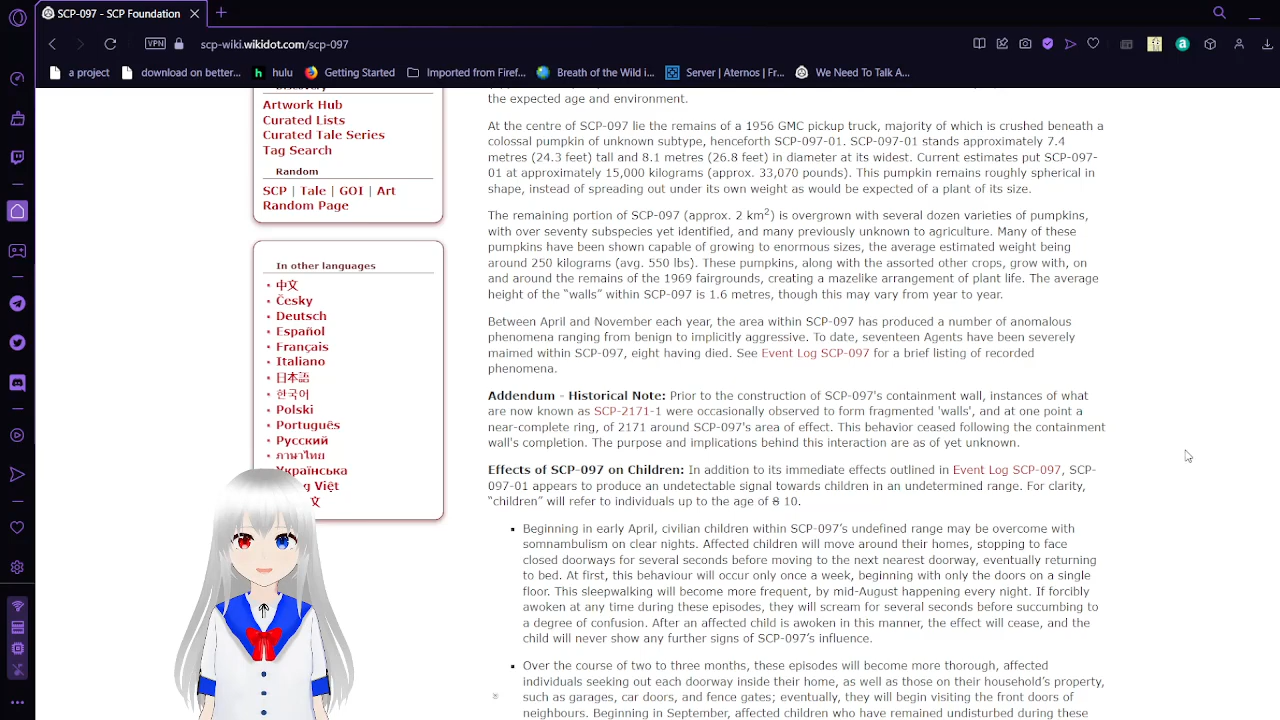 SCP-097 - SCP Foundation
VPN
scp-wiki.wikidot.com/scp-097
a project
download on better...
hulu
Getting Started
Imported from Firef...
Breath of the Wild i...
Server | Aternos | Fr...
We Need To Talk A...
Discovery
Artwork Hub
Curated Lists
Curated Tale Series
Tag Search
Random
SCP | Tale | GOI | Art
Random Page
In other languages
中文
Česky
Deutsch
Español
Français
Italiano
日本語
한국어
Polski
Português
Русский
ภาษาไทย
Українська
g Việt
文
the expected age and environment.
At the centre of SCP-097 lie the remains of a 1956 GMC pickup truck, majority of which is crushed beneath a
colossal pumpkin of unknown subtype, henceforth SCP-097-01. SCP-097-01 stands approximately 7.4
metres (24.3 feet) tall and 8.1 metres (26.8 feet) in diameter at its widest. Current estimates put SCP-097-
01 at approximately 15,000 kilograms (approx. 33,070 pounds). This pumpkin remains roughly spherical in
shape, instead of spreading out under its own weight as would be expected of a plant of its size.
The remaining portion of SCP-097 (approx. 2 km²) is overgrown with several dozen varieties of pumpkins,
with over seventy subspecies yet identified, and many previously unknown to agriculture. Many of these
pumpkins have been shown capable of growing to enormous sizes, the average estimated weight being
around 250 kilograms (avg. 550 lbs). These pumpkins, along with the assorted other crops, grow with, on
and around the remains of the 1969 fairgrounds, creating a mazelike arrangement of plant life. The average
height of the “walls” within SCP-097 is 1.6 metres, though this may vary from year to year.
Between April and November each year, the area within SCP-097 has produced a number of anomalous
phenomena ranging from benign to implicitly aggressive. To date, seventeen Agents have been severely
maimed within SCP-097, eight having died. See Event Log SCP-097 for a brief listing of recorded
phenomena.
Addendum - Historical Note: Prior to the construction of SCP-097's containment wall, instances of what
are now known as SCP-2171-1 were occasionally observed to form fragmented 'walls', and at one point a
near-complete ring, of 2171 around SCP-097's area of effect. This behavior ceased following the containment
wall's completion. The purpose and implications behind this interaction are as of yet unknown.
Effects of SCP-097 on Children: In addition to its immediate effects outlined in Event Log SCP-097, SCP-
097-01 appears to produce an undetectable signal towards children in an undetermined range. For clarity,
“children” will refer to individuals up to the age of 8 10.
Beginning in early April, civilian children within SCP-097’s undefined range may be overcome with
somnambulism on clear nights. Affected children will move around their homes, stopping to face
closed doorways for several seconds before moving to the next nearest doorway, eventually returning
to bed. At first, this behaviour will occur only once a week, beginning with only the doors on a single
floor. This sleepwalking will become more frequent, by mid-August happening every night. If forcibly
awoken at any time during these episodes, they will scream for several seconds before succumbing to
a degree of confusion. After an affected child is awoken in this manner, the effect will cease, and the
child will never show any further signs of SCP-097’s influence.
Over the course of two to three months, these episodes will become more thorough, affected
individuals seeking out each doorway inside their home, as well as those on their household’s property,
such as garages, car doors, and fence gates; eventually, they will begin visiting the front doors of
neighbours. Beginning in September, affected children who have remained undisturbed during these